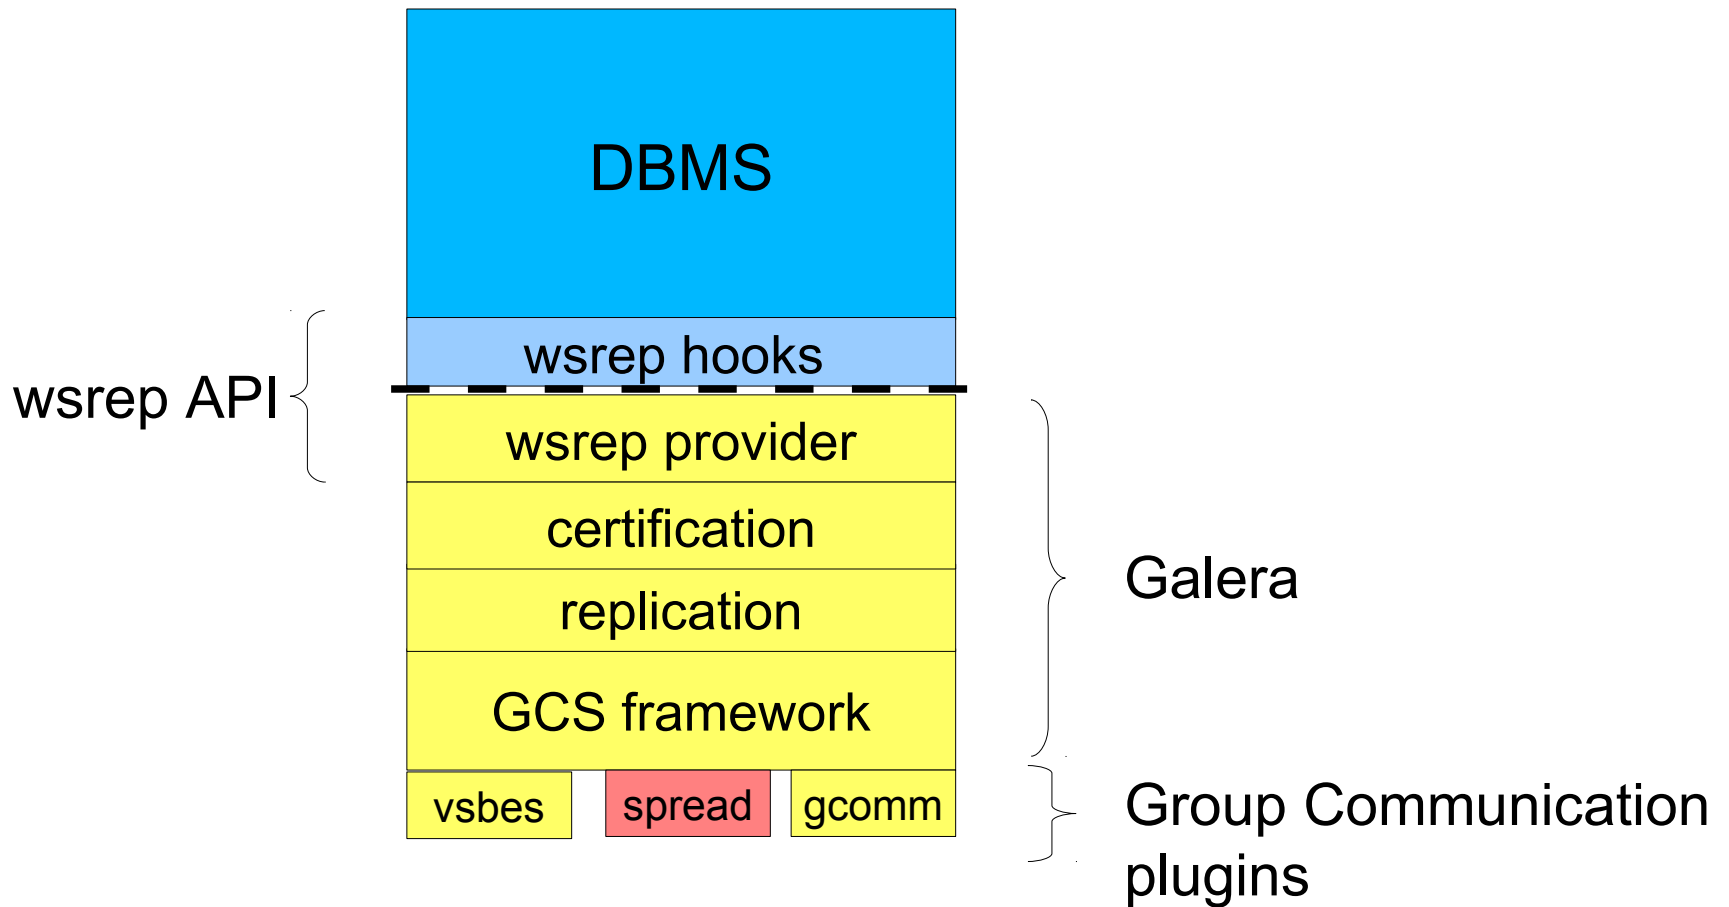 DBMS
wsrep hooks
wsrep API
wsrep provider
certification
replication
Galera
GCS framework
vsbes
spread
gcomm
Group Communication
plugins